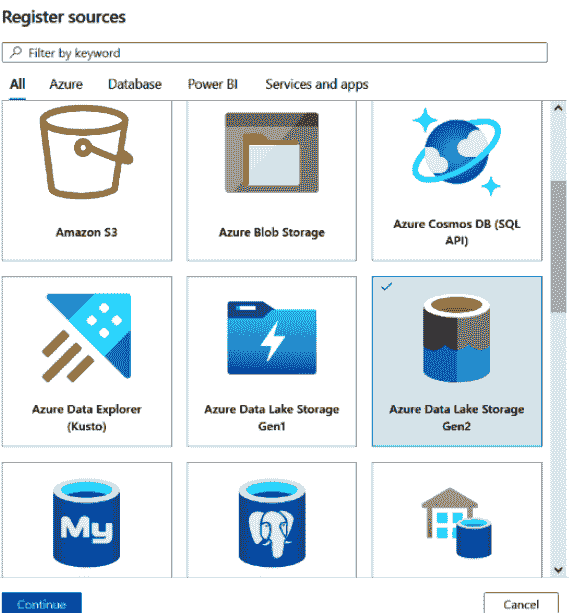 Register sources
Filter by keyword
All Azure Database Power BI Services and apps
Amazon S3
Azure Blob Storage
Azure Cosmos DB (SQL
API)
Azure Data Explorer
(Kusto)
Azure Data Lake Storage
Gen1
Azure Data Lake Storage
Gen2
My
Continue
Cancel